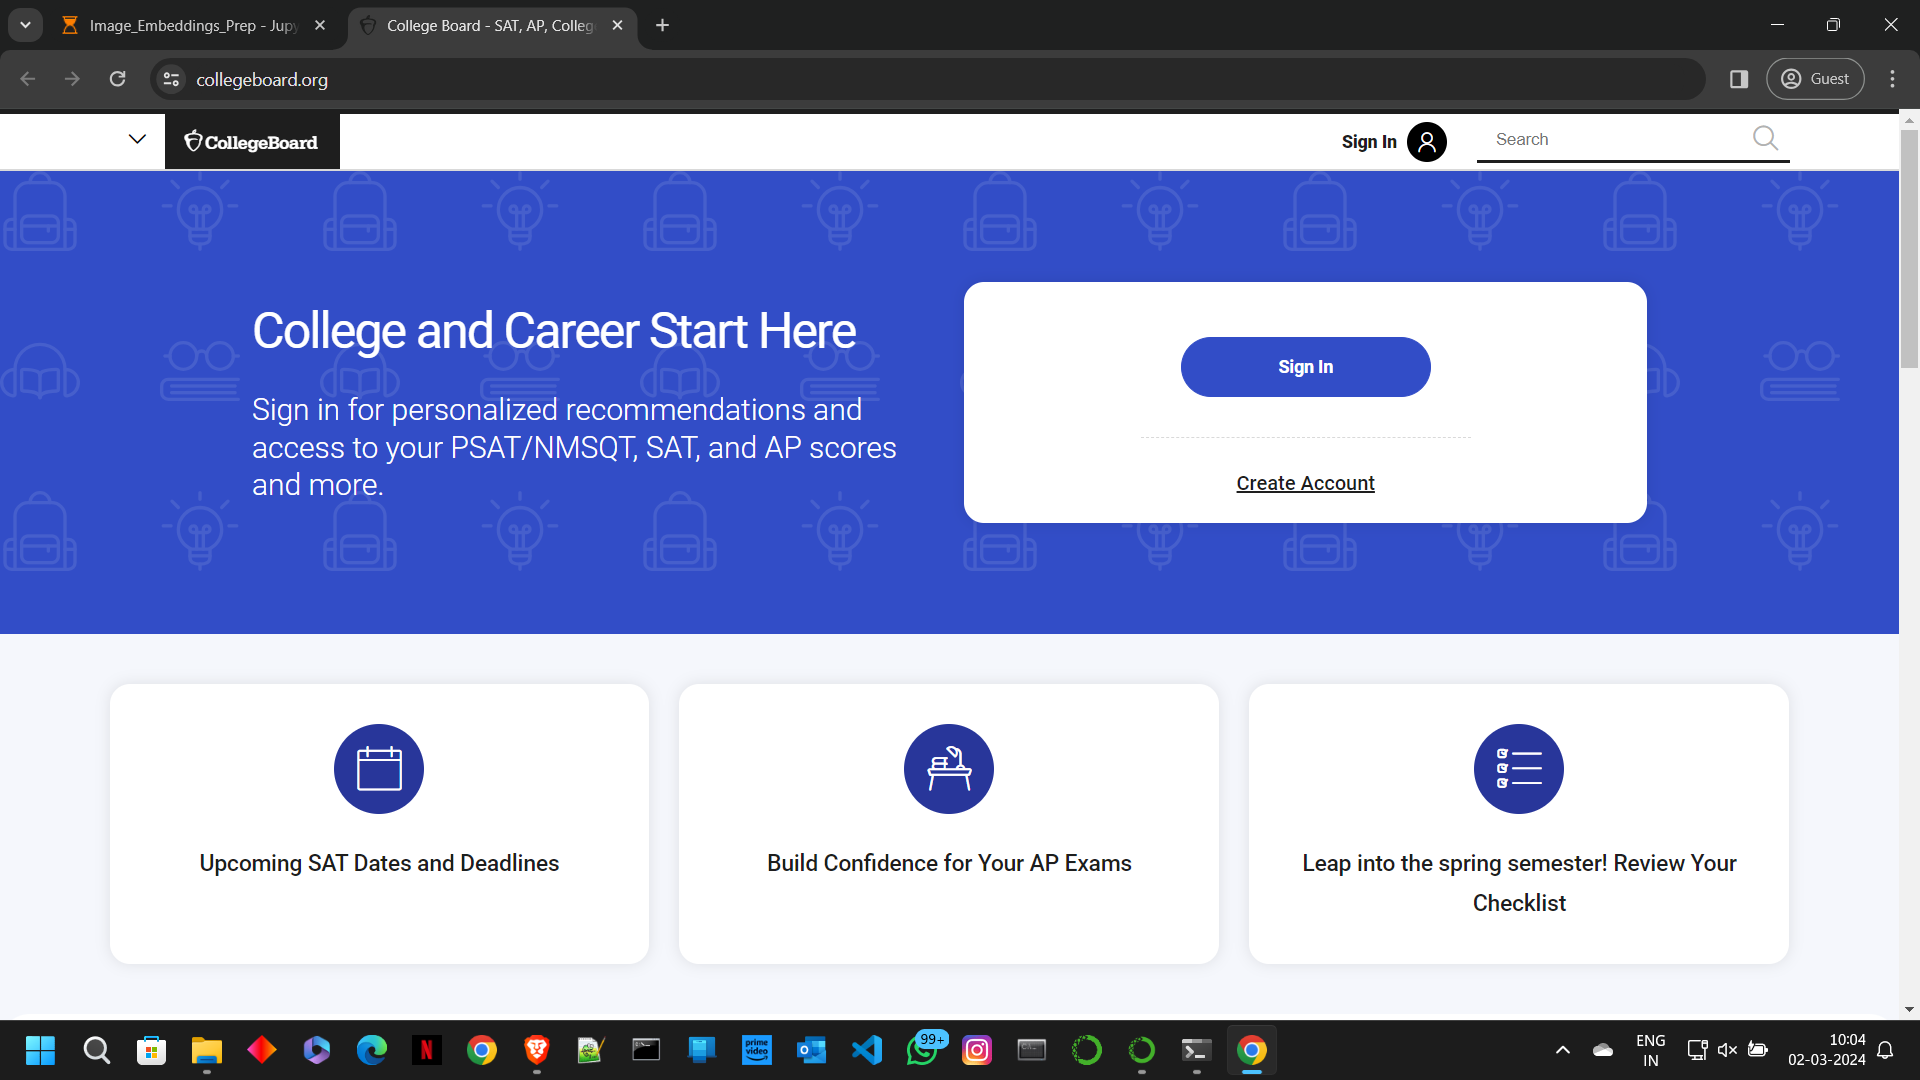 Image_Embeddings_Prep - Jupy
College Board - SAT, AP, Colleg
collegeboard.org
Guest
CollegeBoard
Sign In
Search
College and Career Start Here
Sign in for personalized recommendations and
access to your PSAT/NMSQT, SAT, and AP scores
and more.
Sign In
Create Account
Upcoming SAT Dates and Deadlines
Build Confidence for Your AP Exams
Leap into the spring semester! Review Your
Checklist
N
prime
video
99+
ENG
IN
10:04
02-03-2024